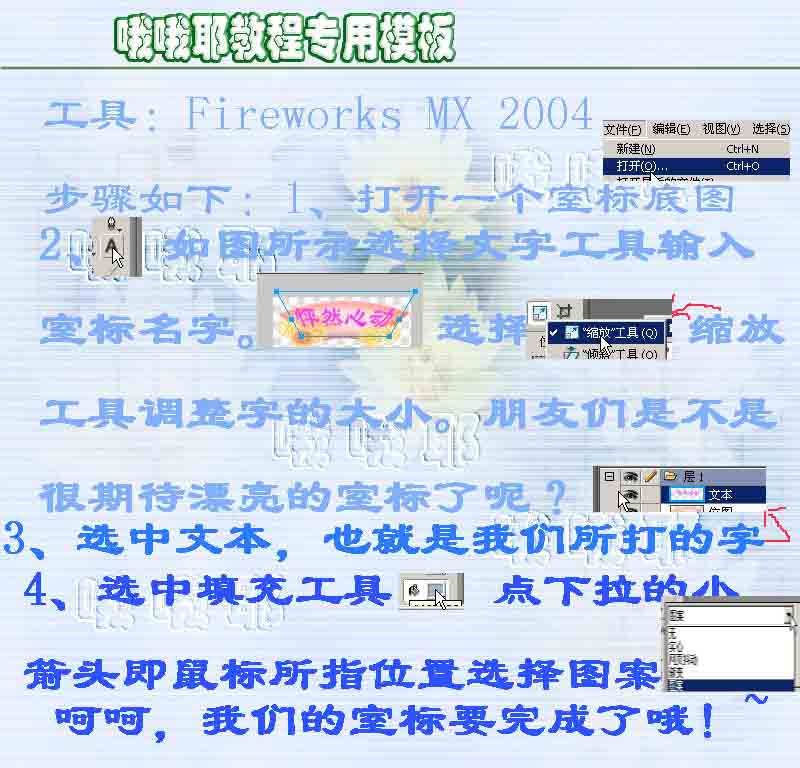 哦哦耶教程专用模板
工具：Fireworks MX 2004
文件(F) 编辑(E) 视图(V) 选择(S)
新建(N) Ctrl+N
打开(O)... Ctrl+O
步骤如下：1、打开一个室标底图
2、 A 如图所示选择文字工具输入
室标名字。 怦然心动 选择 "缩放"工具(Q) 缩放
"倾斜"工具(Q)
工具调整字的大小。朋友们是不是
哦哦耶
很期待漂亮的室标了呢？
层 1
文本
位图
3、选中文本，也就是我们所打的字
4、选中填充工具 点下拉的小
箭头即鼠标所指位置选择图案
无
实心
呵呵，我们的室标要完成了哦！~